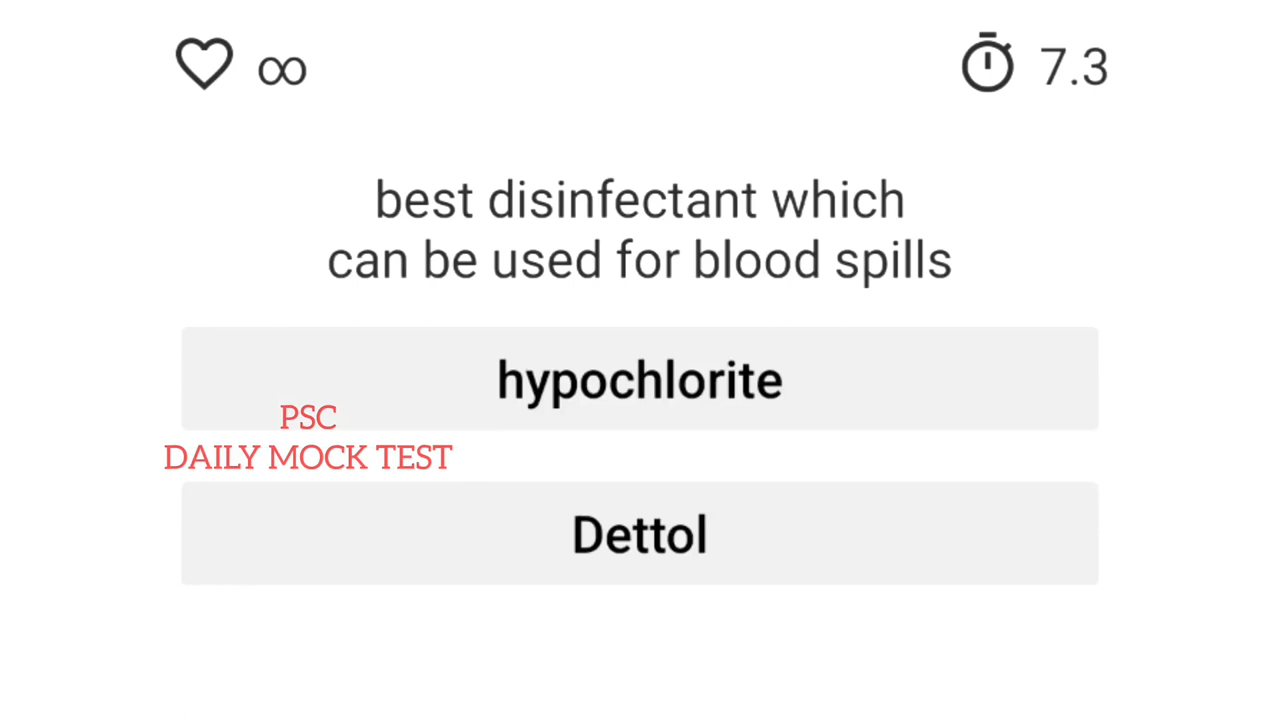 ∞ 7.3
best disinfectant which
can be used for blood spills
hypochlorite
PSC
DAILY MOCK TEST
Dettol